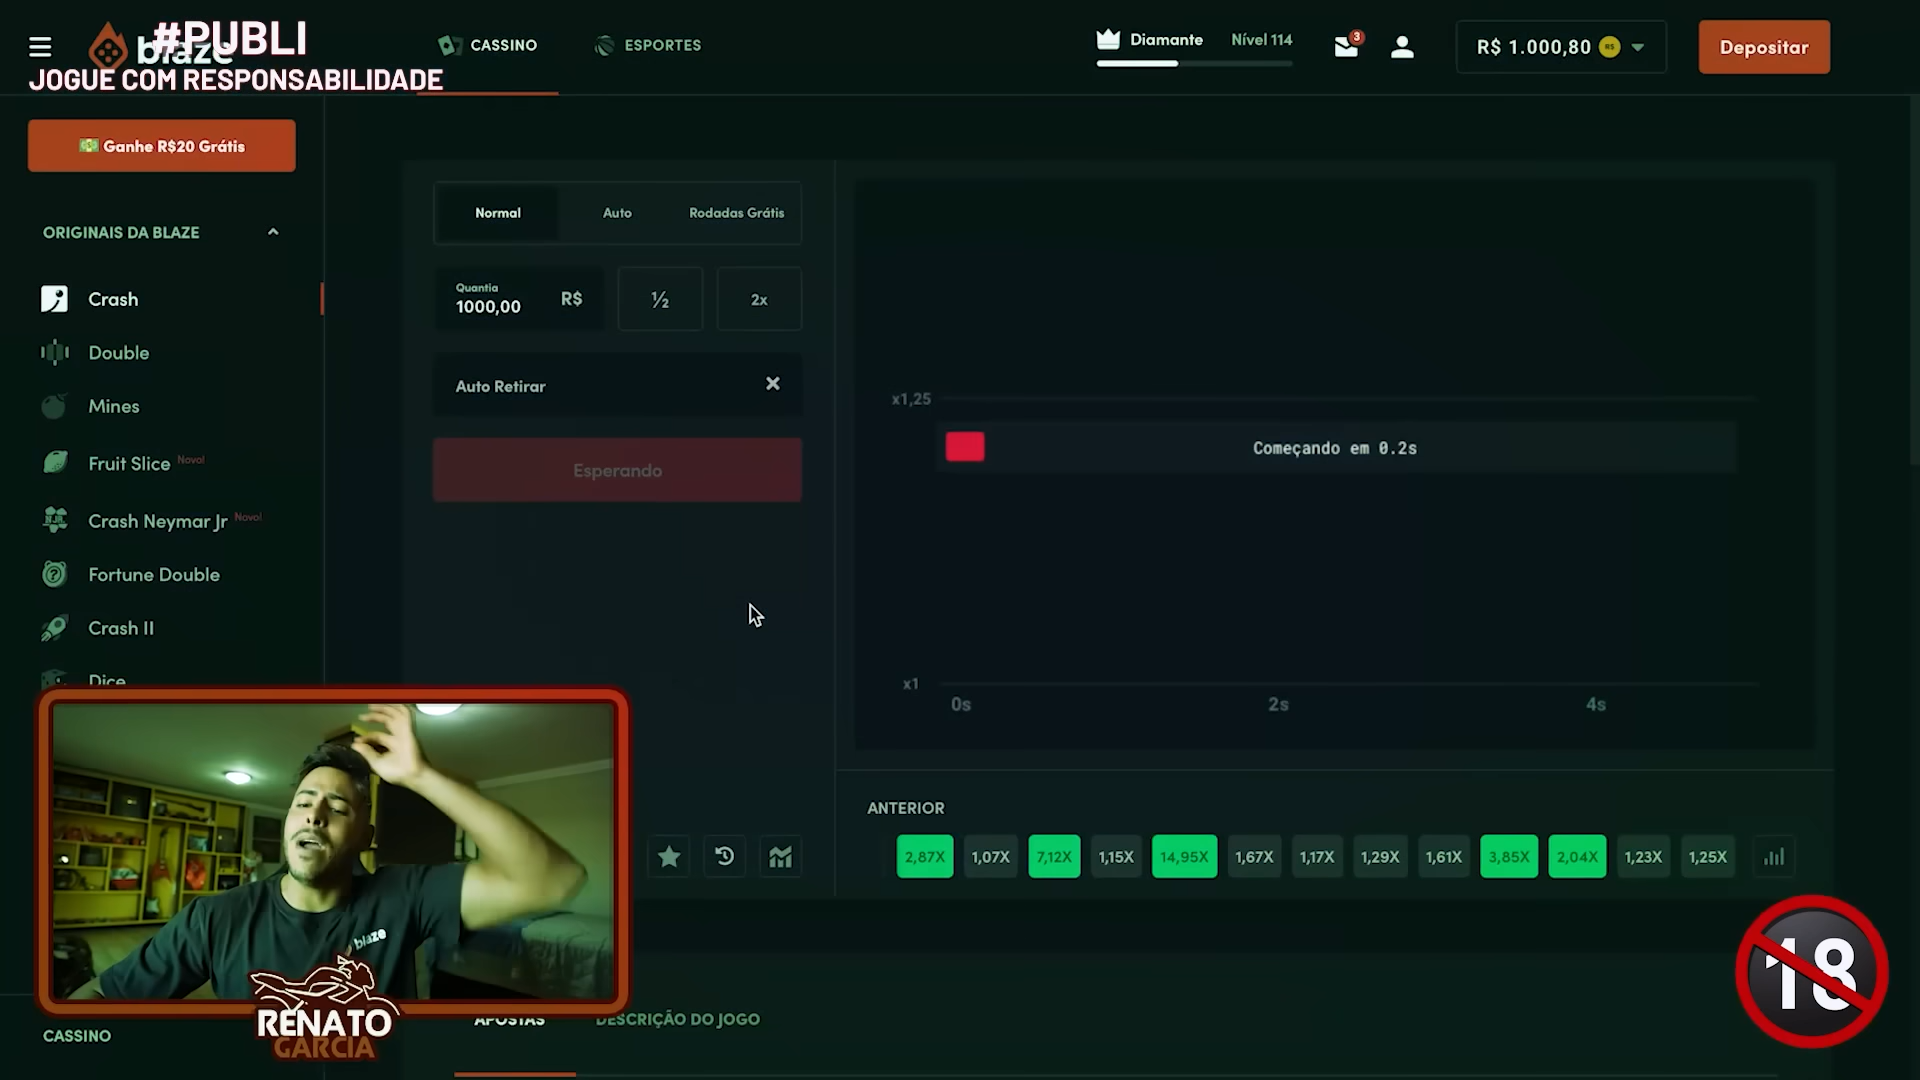 #PUBLI
blaze
JOGUE COM RESPONSABILIDADE
CASSINO
ESPORTES
Diamante
Nível 114
3
R$ 1.000,80
R$
Depositar
Ganhe R$20 Grátis
ORIGINAIS DA BLAZE
Crash
Double
Mines
Fruit Slice Novo!
Crash Neymar Jr Novo!
Fortune Double
Crash II
Dice
CASSINO
Normal
Auto
Rodadas Grátis
Quantia
1000,00
R$
½
2x
Auto Retirar
Esperando
x1,25
Começando em 0.2s
x1
0s
2s
4s
ANTERIOR
2,87X
1,07X
7,12X
1,15X
14,95X
1,67X
1,17X
1,29X
1,61X
3,85X
2,04X
1,23X
1,25X
blaze
RENATO
GARCIA
APOSTAS
DESCRIÇÃO DO JOGO
18